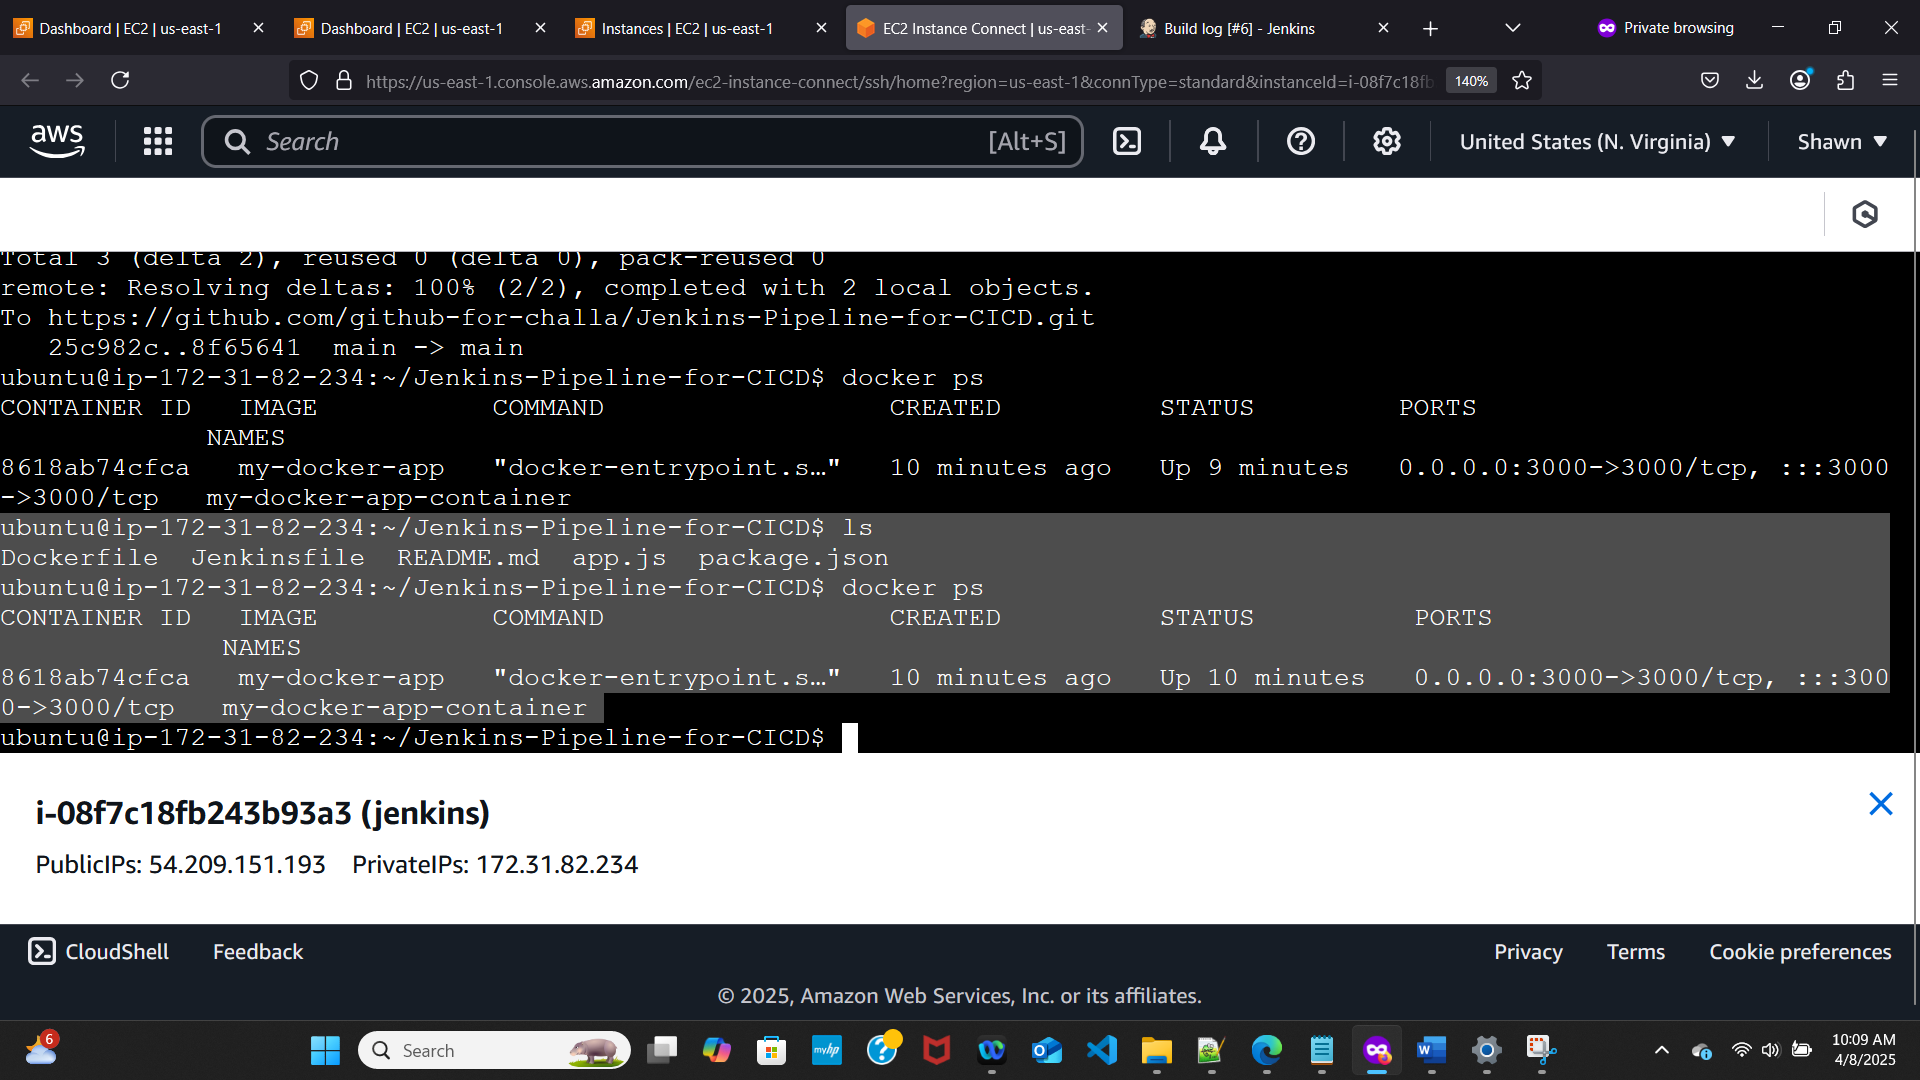 Dashboard | EC2 | us-east-1
Dashboard | EC2 | us-east-1
Instances | EC2 | us-east-1
EC2 Instance Connect | us-east-
Build log [#6] - Jenkins
Private browsing
https://us-east-1.console.aws.amazon.com/ec2-instance-connect/ssh/home?region=us-east-1&connType=standard&instanceId=i-08f7c18fb
140%
aws
Search
[Alt+S]
United States (N. Virginia)
Shawn
Total 3 (delta 2), reused 0 (delta 0), pack-reused 0
remote: Resolving deltas: 100% (2/2), completed with 2 local objects.
To https://github.com/github-for-challa/Jenkins-Pipeline-for-CICD.git
25c982c..8f65641 main -> main
ubuntu@ip-172-31-82-234:~/Jenkins-Pipeline-for-CICD$ docker ps
CONTAINER ID IMAGE COMMAND CREATED STATUS PORTS
NAMES
8618ab74cfca my-docker-app "docker-entrypoint.s…" 10 minutes ago Up 9 minutes 0.0.0.0:3000->3000/tcp, :::3000
->3000/tcp my-docker-app-container
ubuntu@ip-172-31-82-234:~/Jenkins-Pipeline-for-CICD$ ls
Dockerfile Jenkinsfile README.md app.js package.json
ubuntu@ip-172-31-82-234:~/Jenkins-Pipeline-for-CICD$ docker ps
CONTAINER ID IMAGE COMMAND CREATED STATUS PORTS
NAMES
8618ab74cfca my-docker-app "docker-entrypoint.s…" 10 minutes ago Up 10 minutes 0.0.0.0:3000->3000/tcp, :::300
0->3000/tcp my-docker-app-container
ubuntu@ip-172-31-82-234:~/Jenkins-Pipeline-for-CICD$
i-08f7c18fb243b93a3 (jenkins)
PublicIPs: 54.209.151.193 PrivateIPs: 172.31.82.234
CloudShell
Feedback
Privacy
Terms
Cookie preferences
© 2025, Amazon Web Services, Inc. or its affiliates.
6
Search
myhp
10:09 AM
4/8/2025